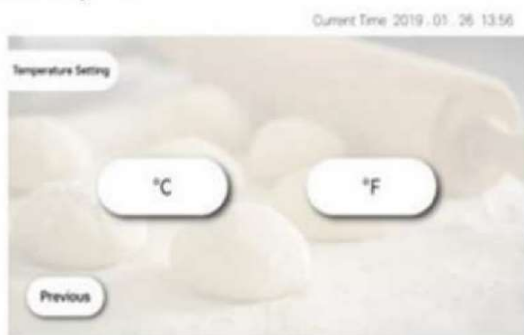 Current Time 2019 . 01 . 26 13:56
Temperature Setting
°C
°F
Previous